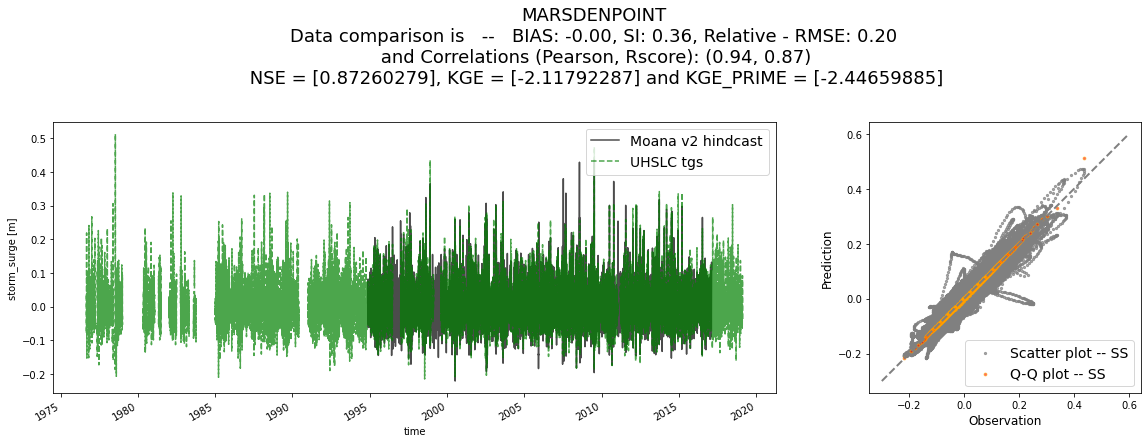 MARSDENPOINT
Data comparison is -- BIAS: -0.00, SI: 0.36, Relative - RMSE: 0.20
and Correlations (Pearson, Rscore): (0.94, 0.87)
NSE = [0.87260279], KGE = [-2.11792287] and KGE_PRIME = [-2.44659885]
storm_surge [m]
0.5
0.4
0.3
0.2
0.1
0.0
−0.1
−0.2
Moana v2 hindcast
UHSLC tgs
1975
1980
1985
1990
1995
2000
2005
2010
2015
2020
time
Prediction
0.6
0.4
0.2
0.0
−0.2
Scatter plot -- SS
Q-Q plot -- SS
−0.2
0.0
0.2
0.4
0.6
Observation